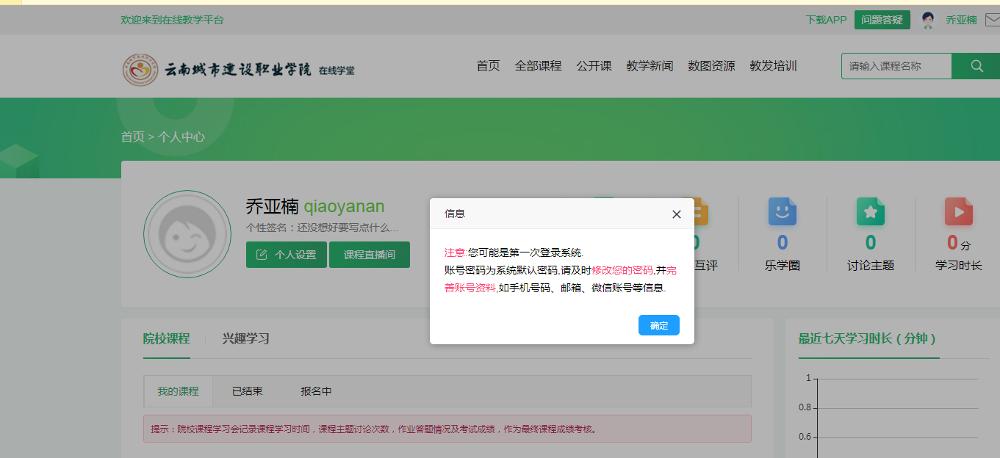 欢迎来到在线教学平台
下载APP 问题答疑 乔亚楠
云南城市建设职业学院 在线学堂
首页 全部课程 公开课 教学新闻 数图资源 教发培训
请输入课程名称
首页 > 个人中心
乔亚楠 qiaoyanan
个性签名：还没想好要写点什么...
个人设置 课程直播间
信息
注意:您可能是第一次登录系统.
账号密码为系统默认密码,请及时修改您的密码,并完
善账号资料,如手机号码、邮箱、微信账号等信息.
确定
0 0 0 0 分
互评 乐学圈 讨论主题 学习时长
院校课程 兴趣学习
我的课程 已结束 报名中
提示：院校课程学习会记录课程学习时间，课程主题讨论次数，作业答题情况及考试成绩，作为最终课程成绩考核。
最近七天学习时长（分钟）
1
0.8
0.6